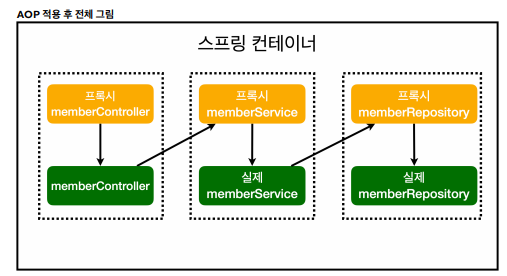 AOP 적용 후 전체 그림
스프링 컨테이너
프록시
memberController
프록시
memberService
프록시
memberRepository
memberController
실제
memberService
실제
memberRepository